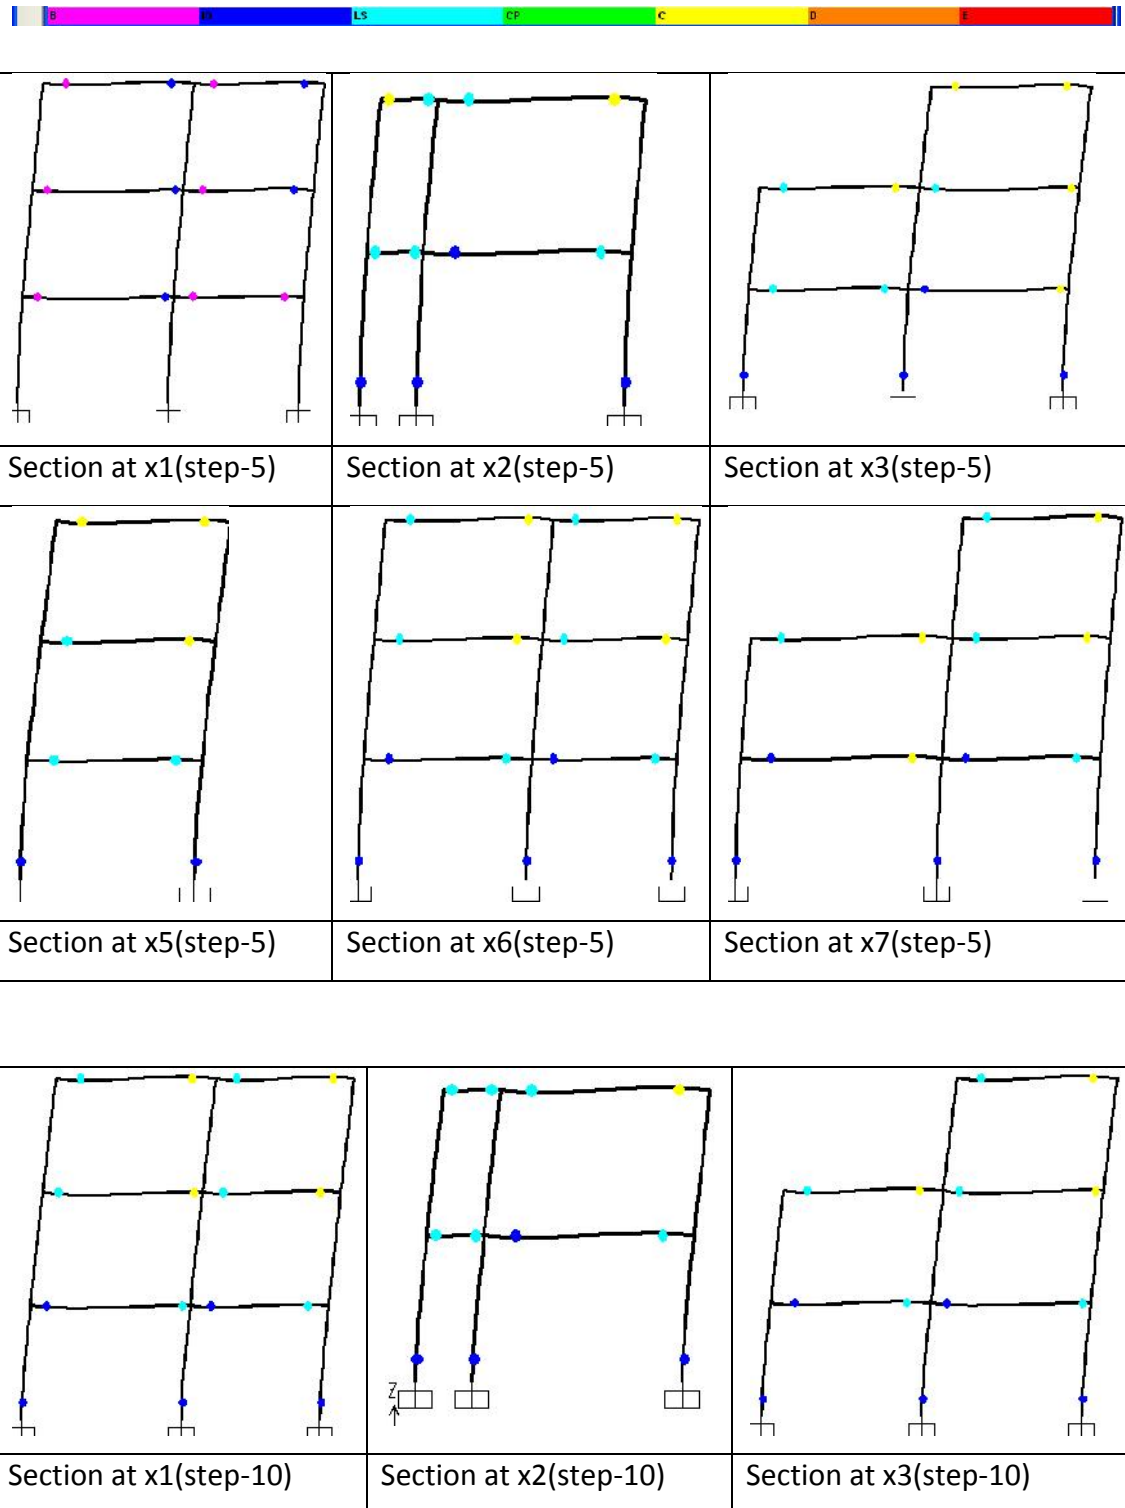 B IO LS CP C D E
Section at x1(step-5) Section at x2(step-5) Section at x3(step-5)
Section at x5(step-5) Section at x6(step-5) Section at x7(step-5)
Z
Section at x1(step-10) Section at x2(step-10) Section at x3(step-10)